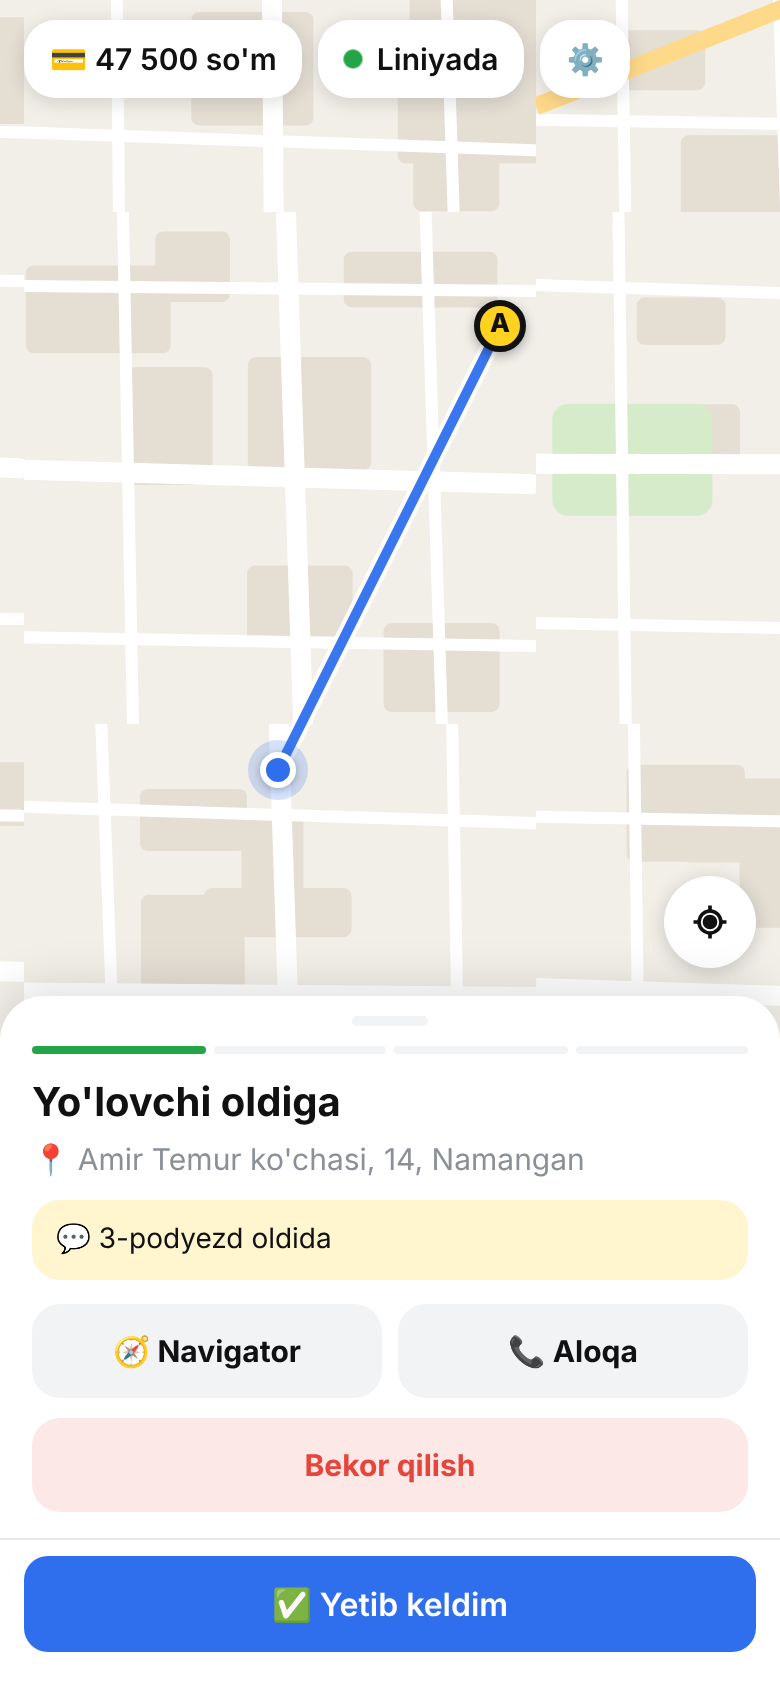 💳 47 500 so'm
Liniyada
⚙️
A
Yo'lovchi oldiga
📍 Amir Temur ko'chasi, 14, Namangan
💬 3-podyezd oldida
🧭 Navigator
📞 Aloqa
Bekor qilish
✅ Yetib keldim